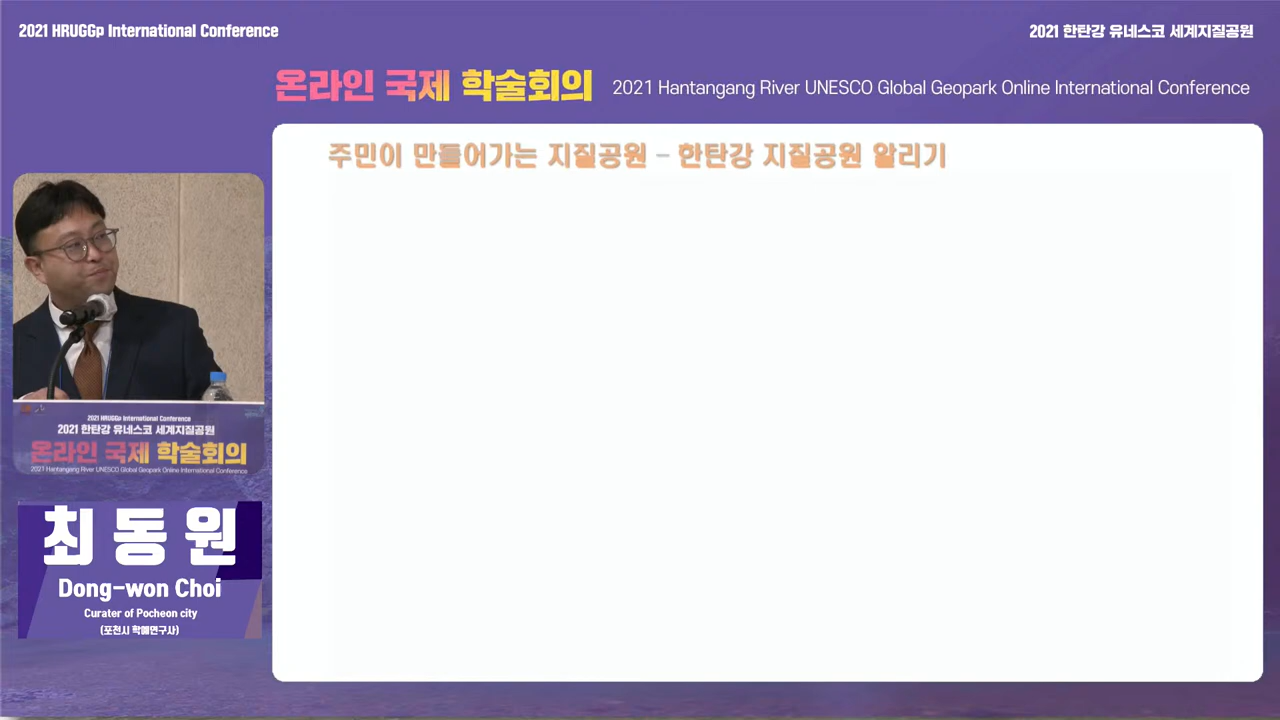 2021 HRUGGp International Conference
2021 한탄강 유네스코 세계지질공원
온라인 국제 학술회의 2021 Hantangang River UNESCO Global Geopark Online International Conference
주민이 만들어가는 지질공원 – 한탄강 지질공원 알리기
2021 HRUGGp International Conference
2021 한탄강 유네스코 세계지질공원
온라인 국제 학술회의
2021 Hantangang River UNESCO Global Geopark Online International Conference
최동원
Dong-won Choi
Curater of Pocheon city
(포천시 학예연구사)